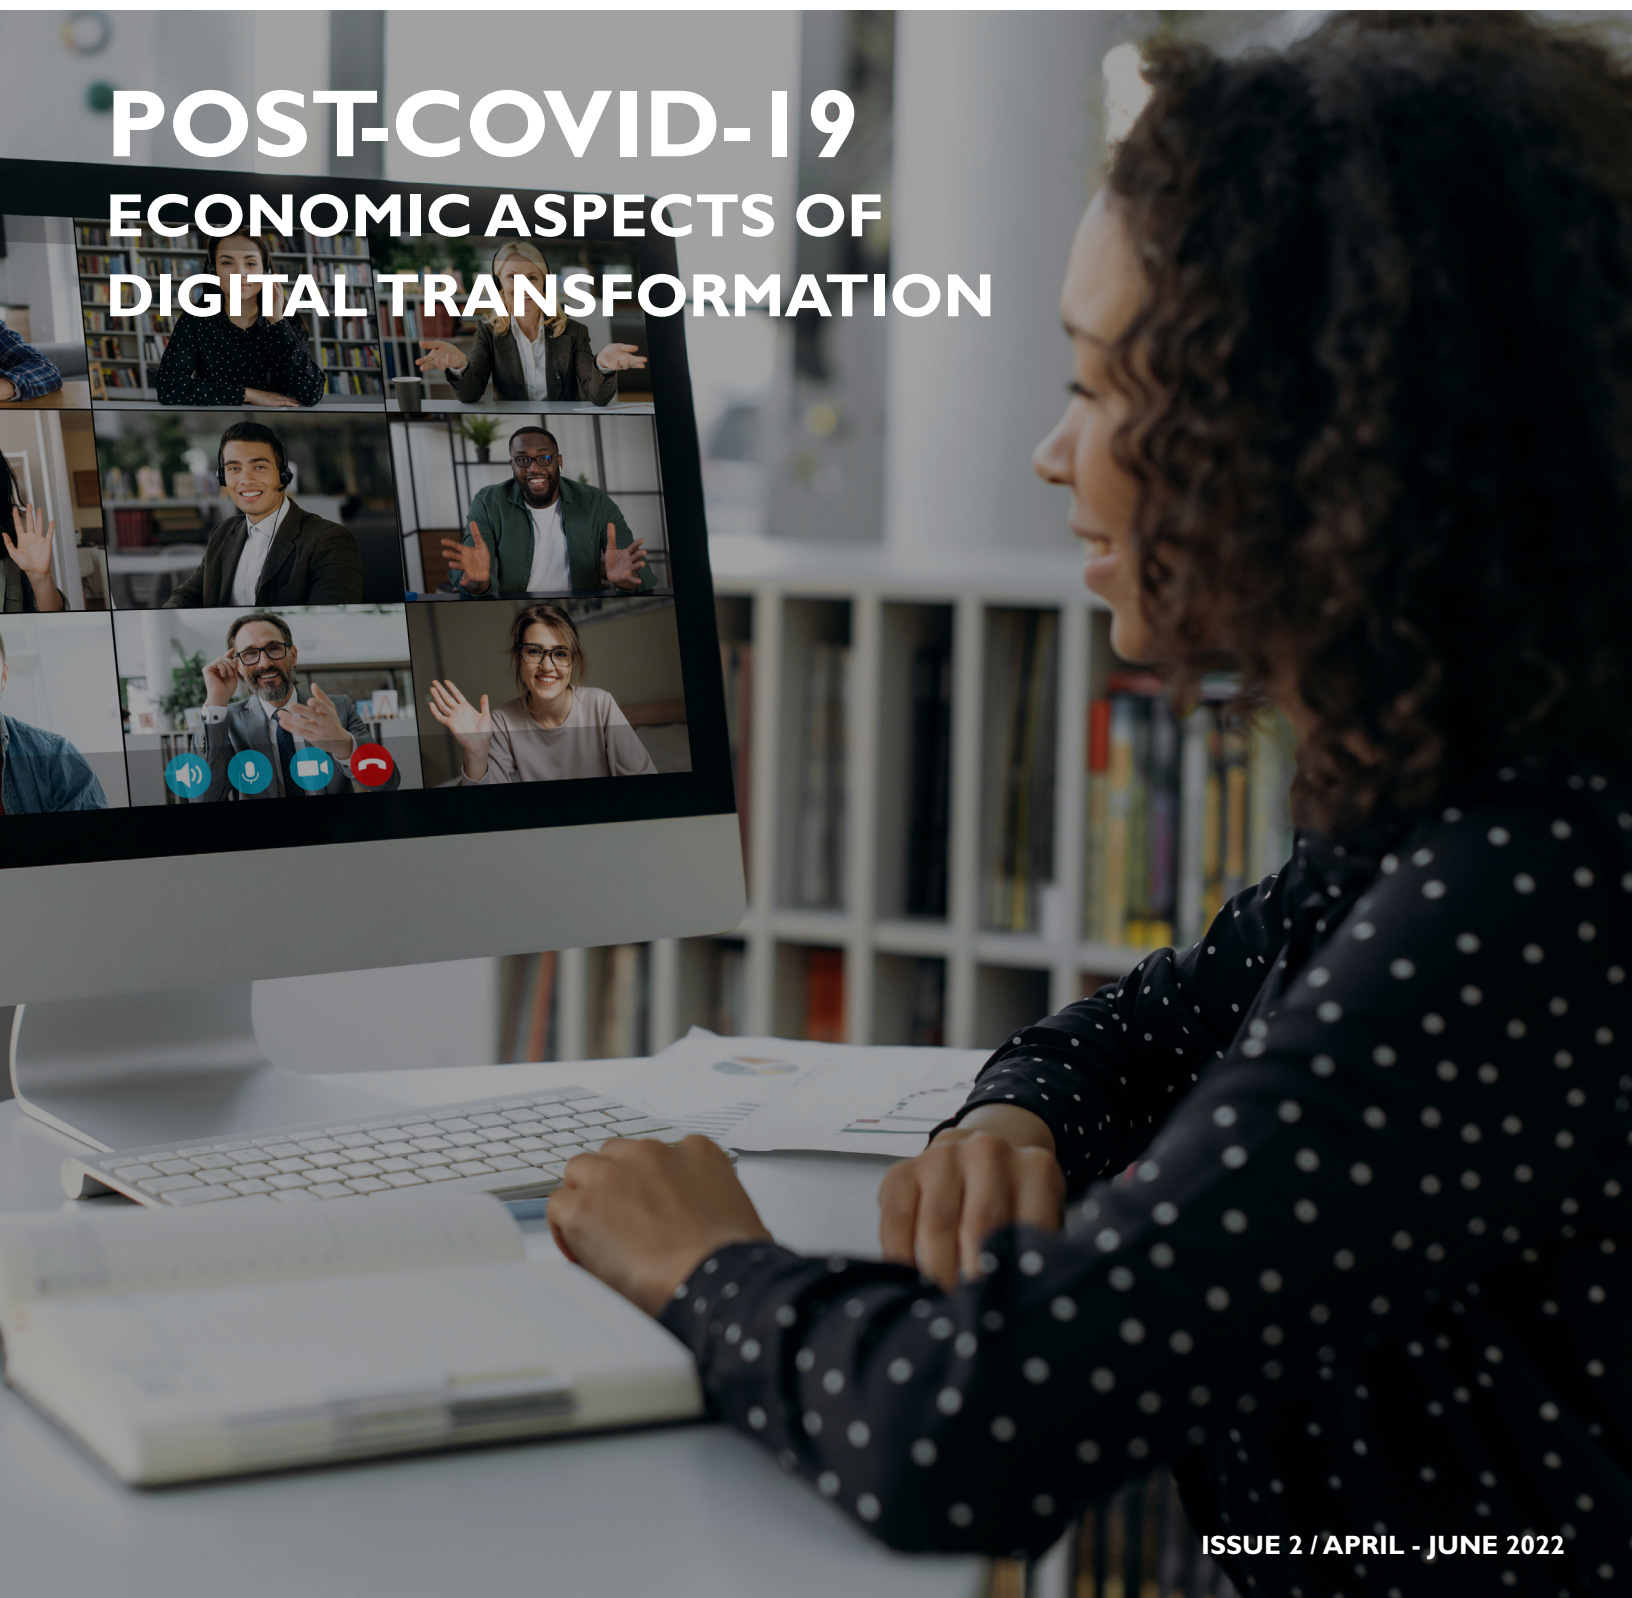 POST-COVID-19
ECONOMIC ASPECTS OF
DIGITAL TRANSFORMATION
ISSUE 2 / APRIL - JUNE 2022